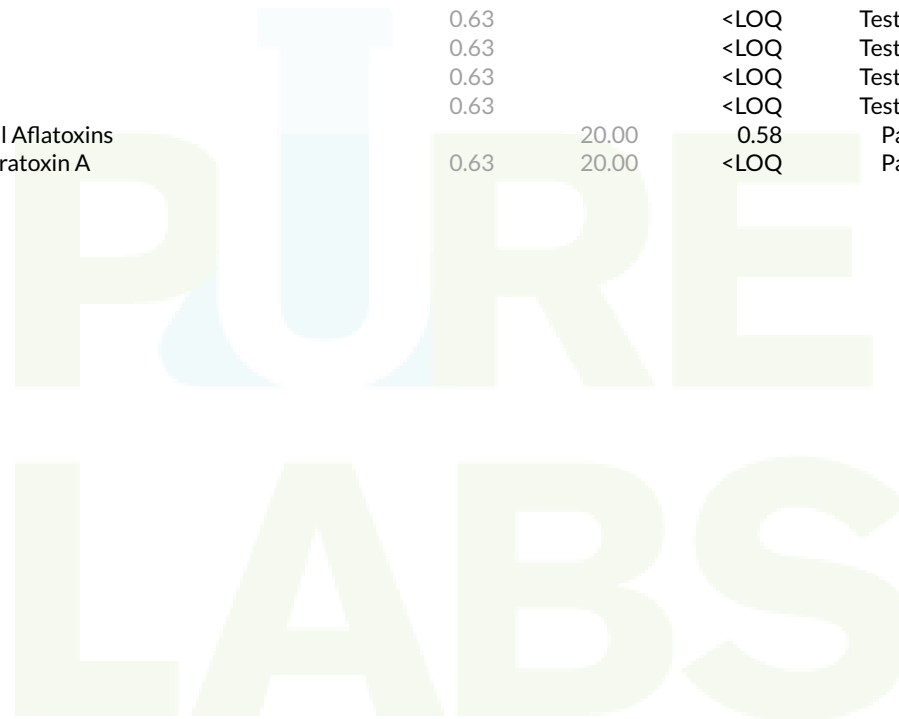 0.63 <LOQ Test
0.63 <LOQ Test
0.63 <LOQ Test
0.63 <LOQ Test
l Aflatoxins 20.00 0.58 Pa
ratoxin A 0.63 20.00 <LOQ Pa
PURE
LABS